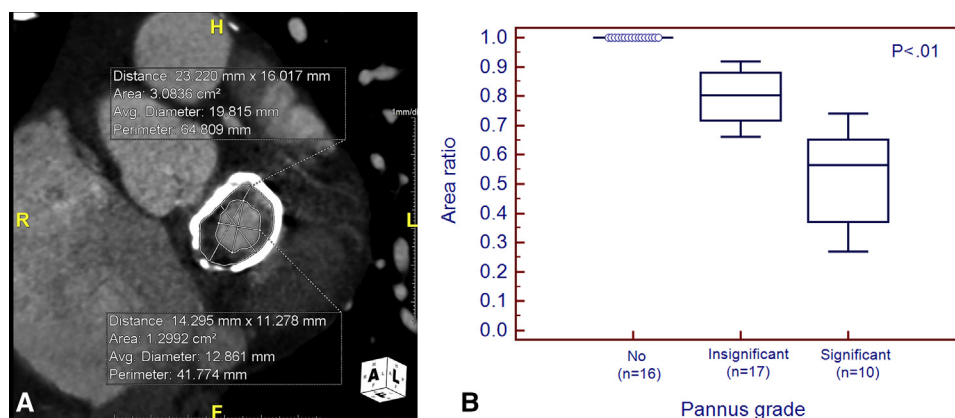 H
Distance: 23.220 mm x 16.017 mm
Area: 3.0836 cm²
Avg. Diameter: 19.815 mm
Perimeter: 64.809 mm
1mm/di
R
L
Distance: 14.295 mm x 11.278 mm
Area: 1.2992 cm²
Avg. Diameter: 12.861 mm
Perimeter: 41.774 mm
A L
F
A
P<.01
Area ratio
1.0
0.9
0.8
0.7
0.6
0.5
0.4
0.3
0.2
0.1
0.0
No
(n=16)
Insignificant
(n=17)
Significant
(n=10)
Pannus grade
B